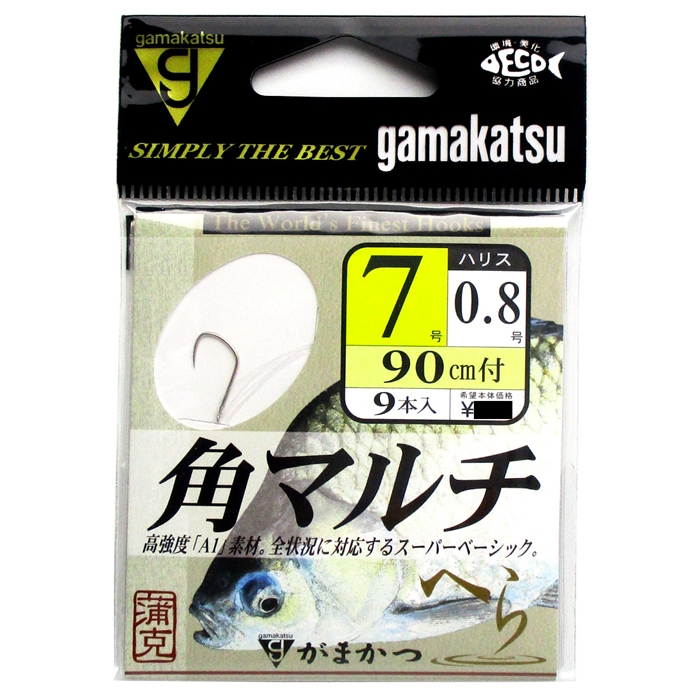 gamakatsu
g
SIMPLY THE BEST
gamakatsu
環境・美化
ECO
協力商品
The World's Finest Hooks
7号
ハリス
0.8号
90cm付
9本入
希望本体価格
¥
角マルチ
高強度「A1」素材。全状況に対応するスーパーベーシック。
へら
蒲克
gamakatsu
がまかつ